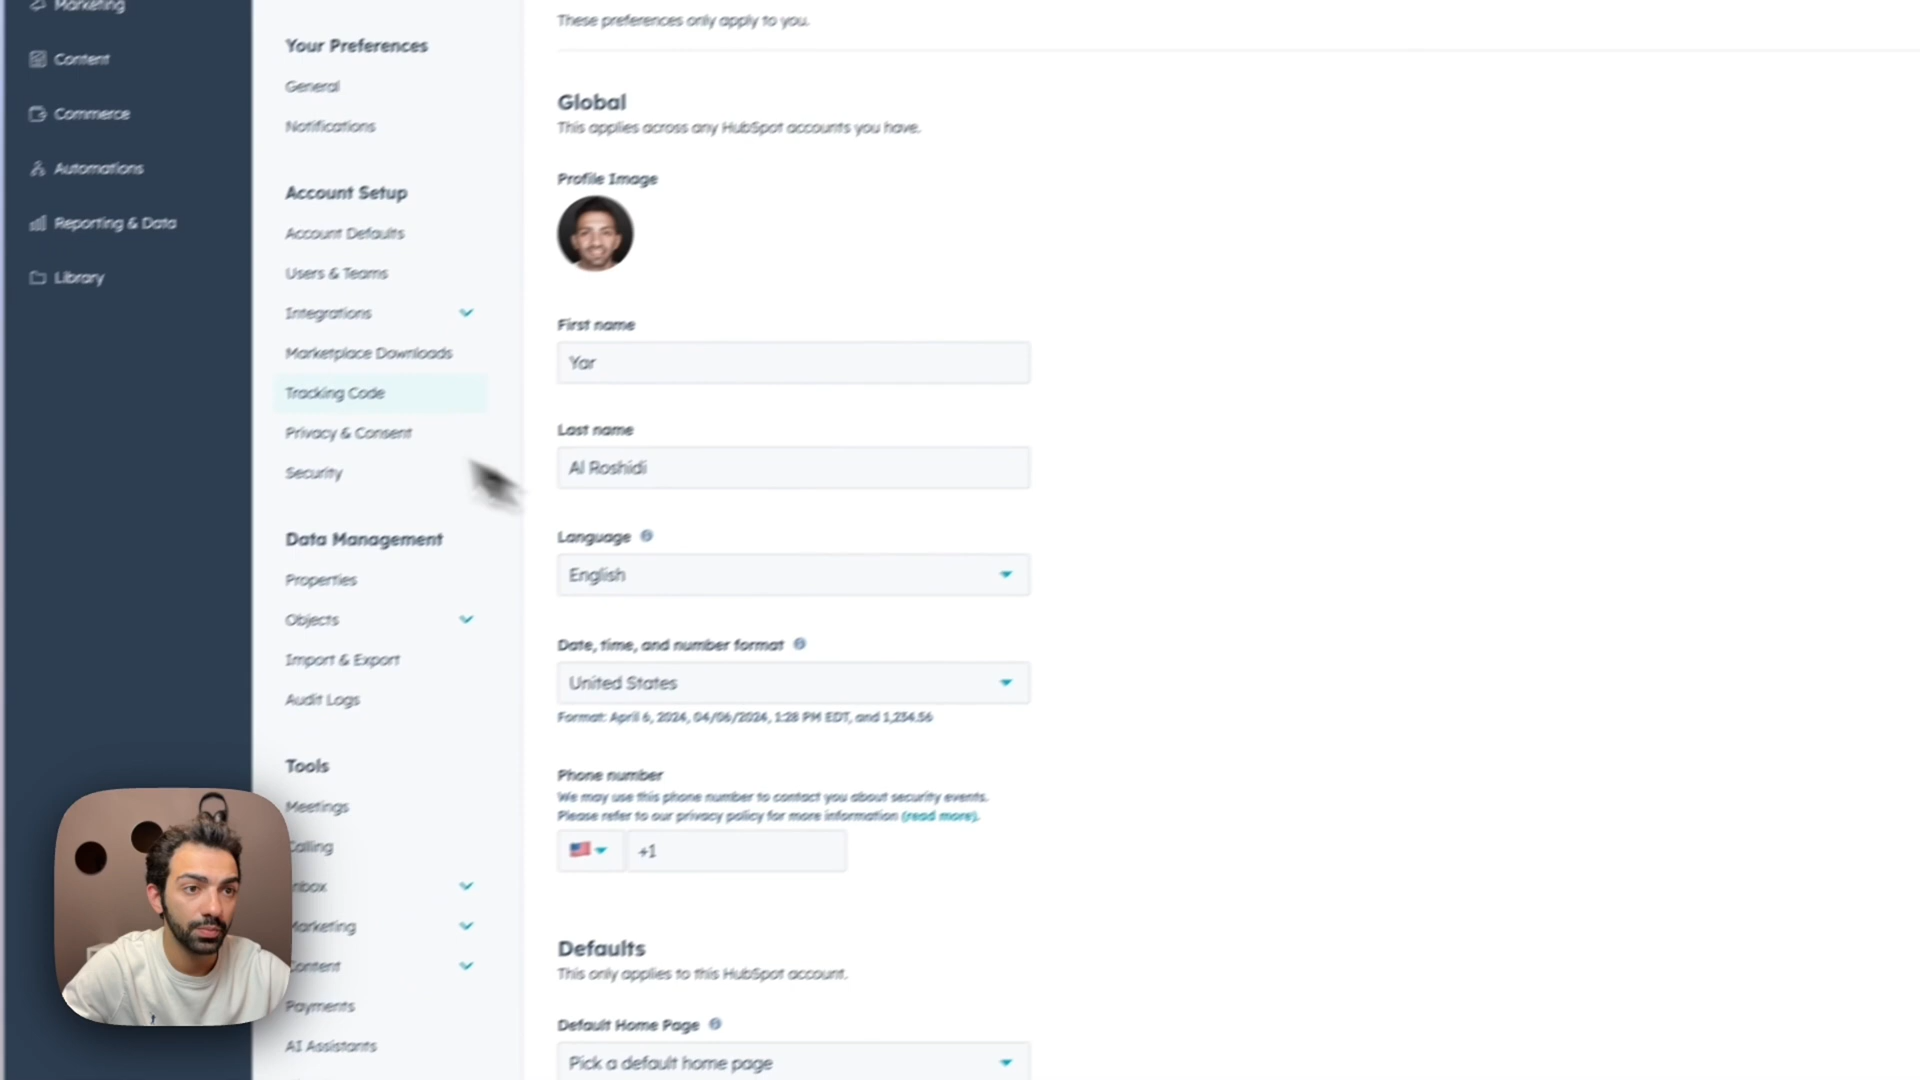 Marketing
Content
Commerce
Automations
Reporting & Data
Library
Your Preferences
General
Notifications
Account Setup
Account Defaults
Users & Teams
Integrations
Marketplace Downloads
Tracking Code
Privacy & Consent
Security
Data Management
Properties
Objects
Import & Export
Audit Logs
Tools
Meetings
Calling
nbox
Marketing
Content
Payments
AI Assistants
These preferences only apply to you.
Global
This applies across any HubSpot accounts you have.
Profile Image
First name
Yar
Last name
Al Roshidi
Language
English
Date, time, and number format
United States
Format: April 6, 2024, 04/06/2024, 1:28 PM EDT, and 1,234.56
Phone number
We may use this phone number to contact you about security events.
Please refer to our privacy policy for more information (read more).
+1
Defaults
This only applies to this HubSpot account.
Default Home Page
Pick a default home page